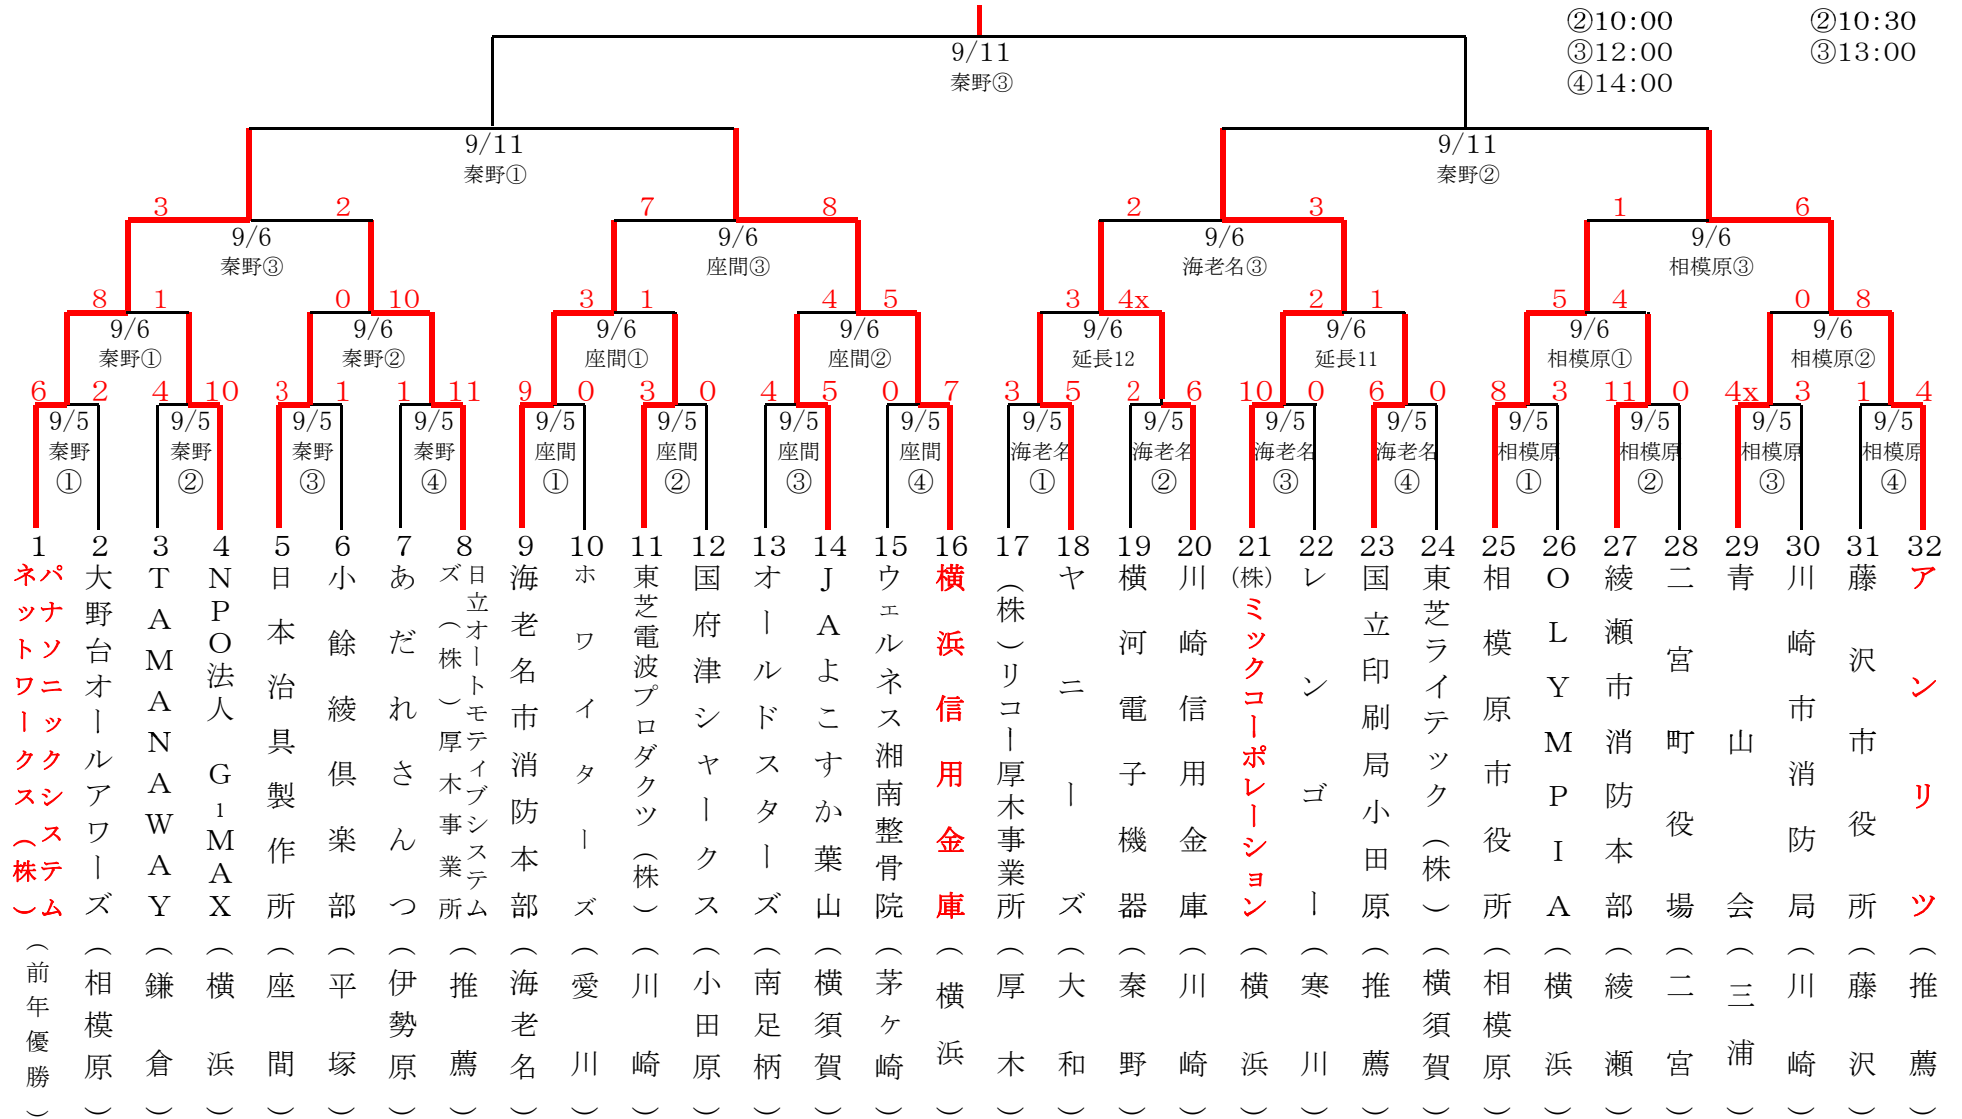 ②10:00 ②10:30
③12:00 ③13:00
④14:00
9/11
秦野③
9/11 9/11
秦野① 秦野②
3 2 7 8 2 3 1 6
9/6 9/6 9/6 9/6
秦野③ 座間③ 海老名③ 相模原③
8 1 0 10 3 1 4 5 3 4x 2 1 5 4 0 8
9/6 9/6 9/6 9/6 9/6 9/6 9/6 9/6
秦野① 秦野② 座間① 座間② 延長12 延長11 相模原① 相模原②
6 2 4 10 3 1 1 11 9 0 3 0 4 5 0 7 3 5 2 6 10 0 6 0 8 3 11 0 4x 3 1 4
9/5 9/5 9/5 9/5 9/5 9/5 9/5 9/5 9/5 9/5 9/5 9/5 9/5 9/5 9/5 9/5
秦野 秦野 秦野 秦野 座間 座間 座間 座間 海老名 海老名 海老名 海老名 相模原 相模原 相模原 相模原
① ② ③ ④ ① ② ③ ④ ① ② ③ ④ ① ② ③ ④
1 パナソニックシステムネットワークス（株）（前年優勝）
2 大野台オールアワーズ（相模原）
3 TAMANAWAY（鎌倉）
4 NPO法人 GıMAX（横浜）
5 日本治具製作所（座間）
6 小餘綾倶楽部（平塚）
7 あだれさんつ（伊勢原）
8 日立オートモティブシステムズ（株）厚木事業所（推薦）
9 海老名市消防本部（海老名）
10 ホワイターズ（愛川）
11 東芝電波プロダクツ（株）（川崎）
12 国府津シャークス（小田原）
13 オールドスターズ（南足柄）
14 JAよこすか葉山（横須賀）
15 ウェルネス湘南整骨院（茅ヶ崎）
16 横浜信用金庫（横浜）
17 （株）リコー厚木事業所（厚木）
18 ヤニーズ（大和）
19 横河電子機器（秦野）
20 川崎信用金庫（川崎）
21 (株)ミックコーポレーション（横浜）
22 レンゴー（寒川）
23 国立印刷局小田原（推薦）
24 東芝ライテック（株）（横須賀）
25 相模原市役所（相模原）
26 OLYMPIA（横浜）
27 綾瀬市消防本部（綾瀬）
28 二宮町役場（二宮）
29 青山会（三浦）
30 川崎市消防局（川崎）
31 藤沢市役所（藤沢）
32 アンリツ（推薦）